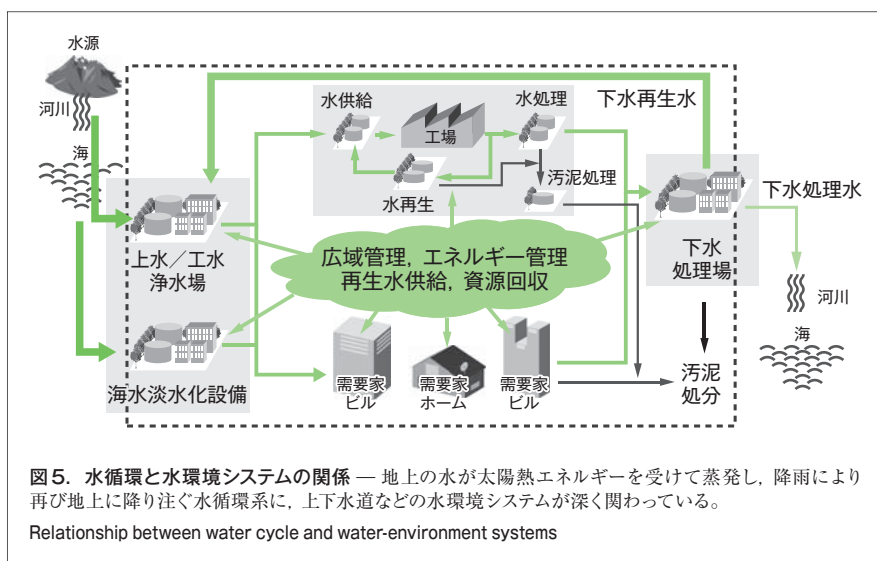 水源
河川
海
水供給
工場
水処理
水再生
汚泥処理
下水再生水
上水／工水
浄水場
海水淡水化設備
広域管理，エネルギー管理
再生水供給，資源回収
需要家
ビル
需要家
ホーム
需要家
ビル
下水
処理場
下水処理水
河川
海
汚泥
処分
図5．水循環と水環境システムの関係 — 地上の水が太陽熱エネルギーを受けて蒸発し，降雨により
再び地上に降り注ぐ水循環系に，上下水道などの水環境システムが深く関わっている。
Relationship between water cycle and water-environment systems